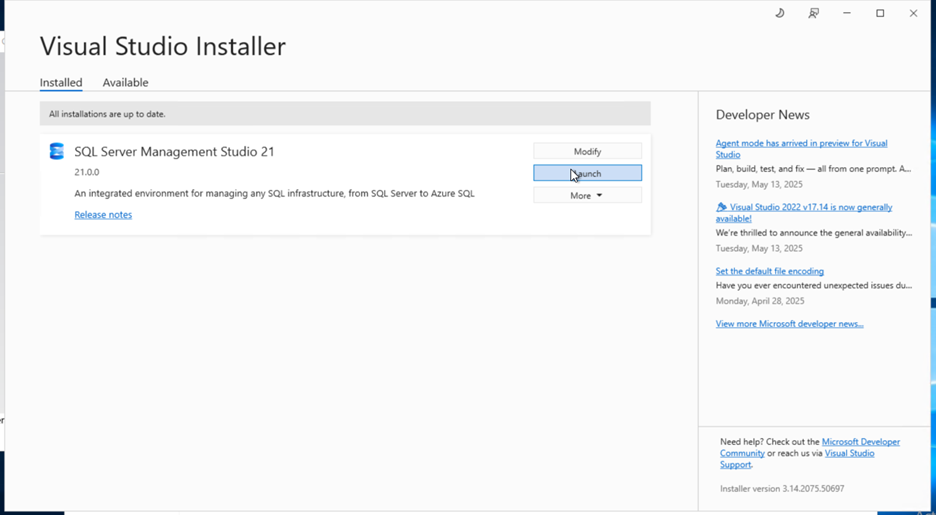 Visual Studio Installer
Installed
Available
All installations are up to date.
SQL Server Management Studio 21
21.0.0
An integrated environment for managing any SQL infrastructure, from SQL Server to Azure SQL
Release notes
Modify
aunch
More
Developer News
Agent mode has arrived in preview for Visual
Studio
Plan, build, test, and fix — all from one prompt. A...
Tuesday, May 13, 2025
Visual Studio 2022 v17.14 is now generally
available!
We're thrilled to announce the general availability...
Tuesday, May 13, 2025
Set the default file encoding
Have you ever encountered unexpected issues du...
Monday, April 28, 2025
View more Microsoft developer news...
Need help? Check out the Microsoft Developer
Community or reach us via Visual Studio
Support.
Installer version 3.14.2075.50697